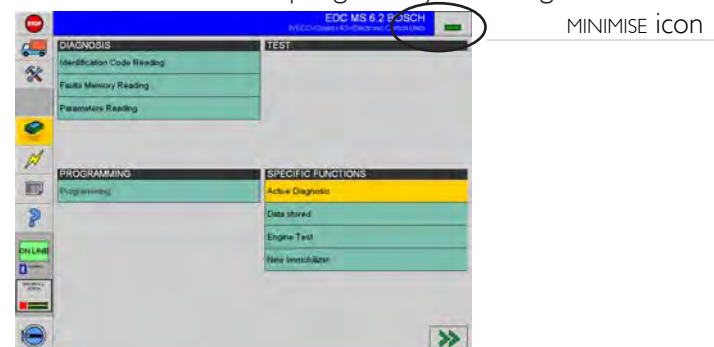 EDC MS 6.2 BOSCH
MINIMISE icon
STOP
DIAGNOSIS
TEST
Identification Code Reading
Faults Memory Reading
Parameters Reading
PROGRAMMING
SPECIFIC FUNCTIONS
Programming
Active Diagnosis
Data stored
Engine Test
New Immobilizer
ON LINE